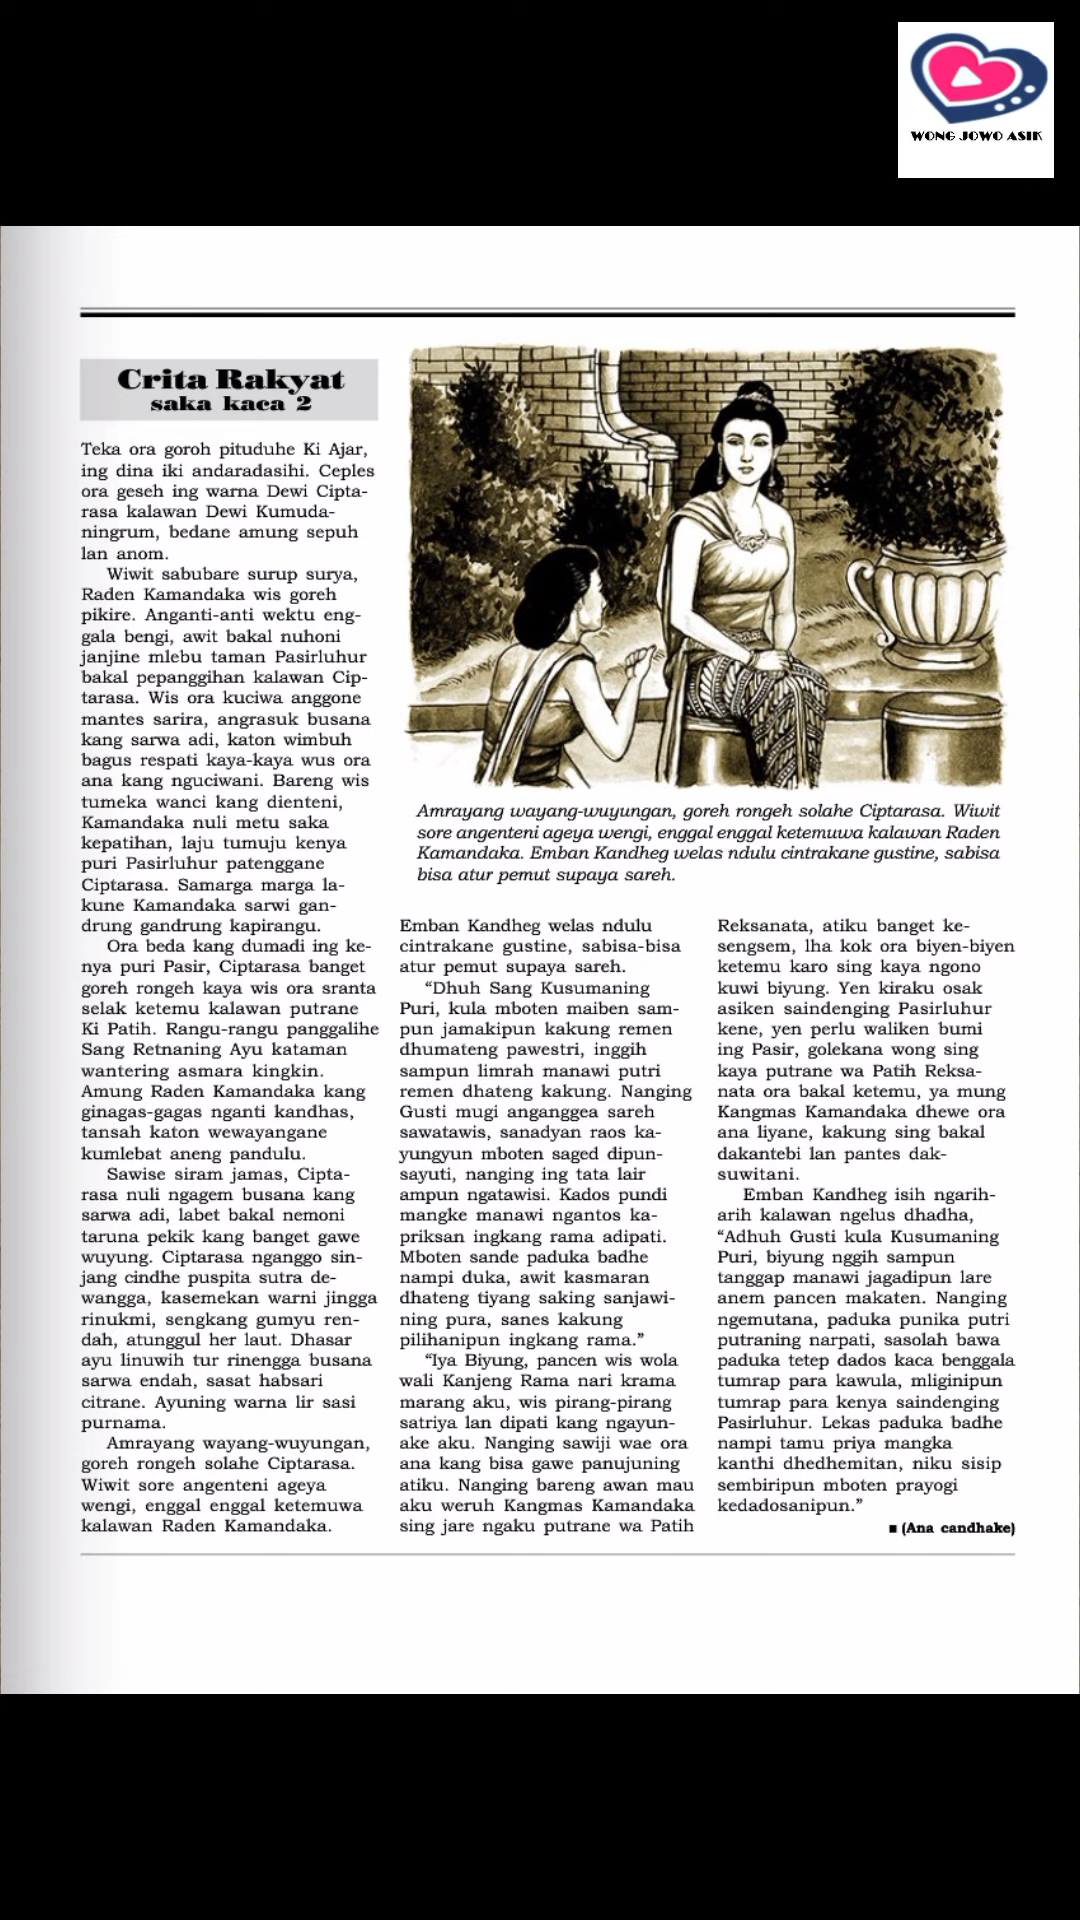 WONG JOWO ASIK
Crita Rakyat
saka kaca 2
Teka ora goroh pituduhe Ki Ajar,
ing dina iki andaradasihi. Ceples
ora geseh ing warna Dewi Cipta-
rasa kalawan Dewi Kumuda-
ningrum, bedane amung sepuh
lan anom.
Wiwit sabubare surup surya,
Raden Kamandaka wis goreh
pikire. Anganti-anti wektu eng-
gala bengi, awit bakal nuhoni
janjine mlebu taman Pasirluhur
bakal pepanggihan kalawan Cip-
tarasa. Wis ora kuciwa anggone
mantes sarira, angrasuk busana
kang sarwa adi, katon wimbuh
bagus respati kaya-kaya wus ora
ana kang nguciwani. Bareng wis
tumeka wanci kang dienteni,
Kamandaka nuli metu saka
kepatihan, laju tumuju kenya
puri Pasirluhur patenggane
Ciptarasa. Samarga marga la-
kune Kamandaka sarwi gan-
drung gandrung kapirangu.
Ora beda kang dumadi ing ke-
nya puri Pasir, Ciptarasa banget
goreh rongeh kaya wis ora sranta
selak ketemu kalawan putrane
Ki Patih. Rangu-rangu panggalihe
Sang Retnaning Ayu kataman
wantering asmara kingkin.
Amung Raden Kamandaka kang
ginagas-gagas nganti kandhas,
tansah katon wewayangane
kumlebat aneng pandulu.
Sawise siram jamas, Cipta-
rasa nuli ngagem busana kang
sarwa adi, labet bakal nemoni
taruna pekik kang banget gawe
wuyung. Ciptarasa nganggo sin-
jang cindhe puspita sutra de-
wangga, kasemekan warni jingga
rinukmi, sengkang gumyu ren-
dah, atunggul her laut. Dhasar
ayu linuwih tur rinengga busana
sarwa endah, sasat habsari
citrane. Ayuning warna lir sasi
purnama.
Amrayang wayang-wuyungan,
goreh rongeh solahe Ciptarasa.
Wiwit sore angenteni ageya
wengi, enggal enggal ketemuwa
kalawan Raden Kamandaka.
Amrayang wayang-wuyungan, goreh rongeh solahe Ciptarasa. Wiwit
sore angenteni ageya wengi, enggal enggal ketemuwa kalawan Raden
Kamandaka. Emban Kandheg welas ndulu cintrakane gustine, sabisa
bisa atur pemut supaya sareh.
Emban Kandheg welas ndulu
cintrakane gustine, sabisa-bisa
atur pemut supaya sareh.
“Dhuh Sang Kusumaning
Puri, kula mboten maiben sam-
pun jamakipun kakung remen
dhumateng pawestri, inggih
sampun limrah manawi putri
remen dhateng kakung. Nanging
Gusti mugi anganggea sareh
sawatawis, sanadyan raos ka-
yungyun mboten saged dipun-
sayuti, nanging ing tata lair
ampun ngatawisi. Kados pundi
mangke manawi ngantos ka-
priksan ingkang rama adipati.
Mboten sande paduka badhe
nampi duka, awit kasmaran
dhateng tiyang saking sanjawi-
ning pura, sanes kakung
pilihanipun ingkang rama.”
“Iya Biyung, pancen wis wola
wali Kanjeng Rama nari krama
marang aku, wis pirang-pirang
satriya lan dipati kang ngayun-
ake aku. Nanging sawiji wae ora
ana kang bisa gawe panujuning
atiku. Nanging bareng awan mau
aku weruh Kangmas Kamandaka
sing jare ngaku putrane wa Patih
Reksanata, atiku banget ke-
sengsem, lha kok ora biyen-biyen
ketemu karo sing kaya ngono
kuwi biyung. Yen kiraku osak
asiken saindenging Pasirluhur
kene, yen perlu waliken bumi
ing Pasir, golekana wong sing
kaya putrane wa Patih Reksa-
nata ora bakal ketemu, ya mung
Kangmas Kamandaka dhewe ora
ana liyane, kakung sing bakal
dakantebi lan pantes dak-
suwitani.
Emban Kandheg isih ngarih-
arih kalawan ngelus dhadha,
“Adhuh Gusti kula Kusumaning
Puri, biyung nggih sampun
tanggap manawi jagadipun lare
anem pancen makaten. Nanging
ngemutana, paduka punika putri
putraning narpati, sasolah bawa
paduka tetep dados kaca benggala
tumrap para kawula, mliginipun
tumrap para kenya saindenging
Pasirluhur. Lekas paduka badhe
nampi tamu priya mangka
kanthi dhedhemitan, niku sisip
sembiripun mboten prayogi
kedadosanipun.”
■ (Ana candhake)